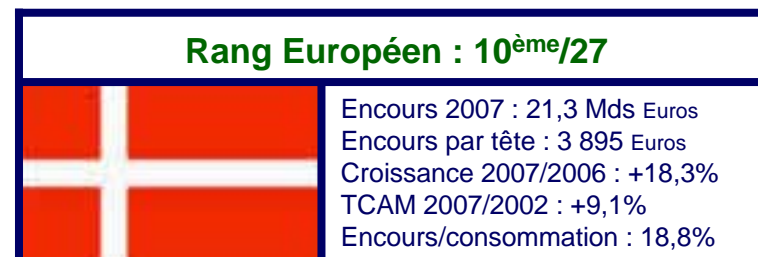 Rang Européen : 10ème/27
Encours 2007 : 21,3 Mds Euros
Encours par tête : 3 895 Euros
Croissance 2007/2006 : +18,3%
TCAM 2007/2002 : +9,1%
Encours/consommation : 18,8%